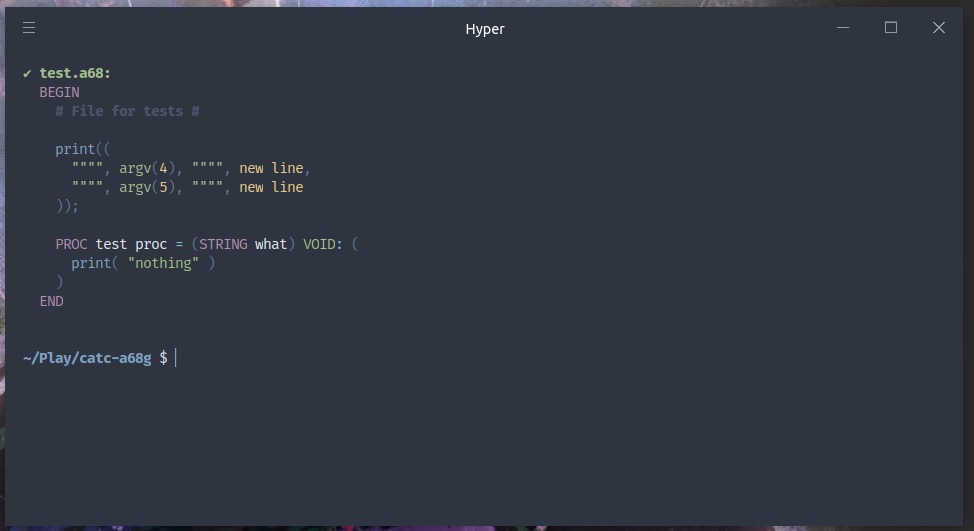 Hyper
✔ test.a68:
BEGIN
# File for tests #
print((
"""", argv(4), """", new line,
"""", argv(5), """", new line
));
PROC test proc = (STRING what) VOID: (
print( "nothing" )
)
END
~/Play/catc-a68g $